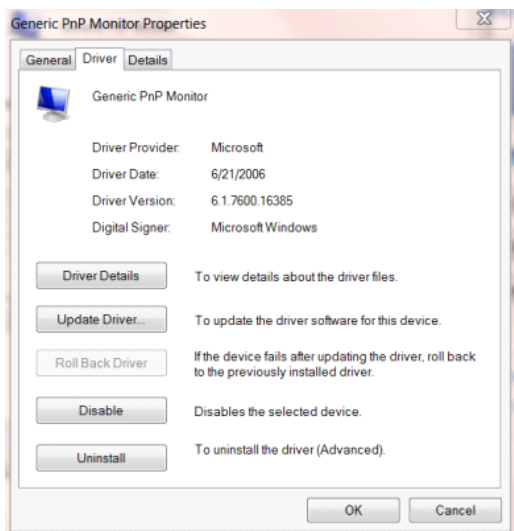 Generic PnP Monitor Properties
General Driver Details
Generic PnP Monitor
Driver Provider: Microsoft
Driver Date: 6/21/2006
Driver Version: 6.1.7600.16385
Digital Signer: Microsoft Windows
Driver Details To view details about the driver files.
Update Driver... To update the driver software for this device.
Roll Back Driver If the device fails after updating the driver, roll back
to the previously installed driver.
Disable Disables the selected device.
Uninstall To uninstall the driver (Advanced).
OK Cancel